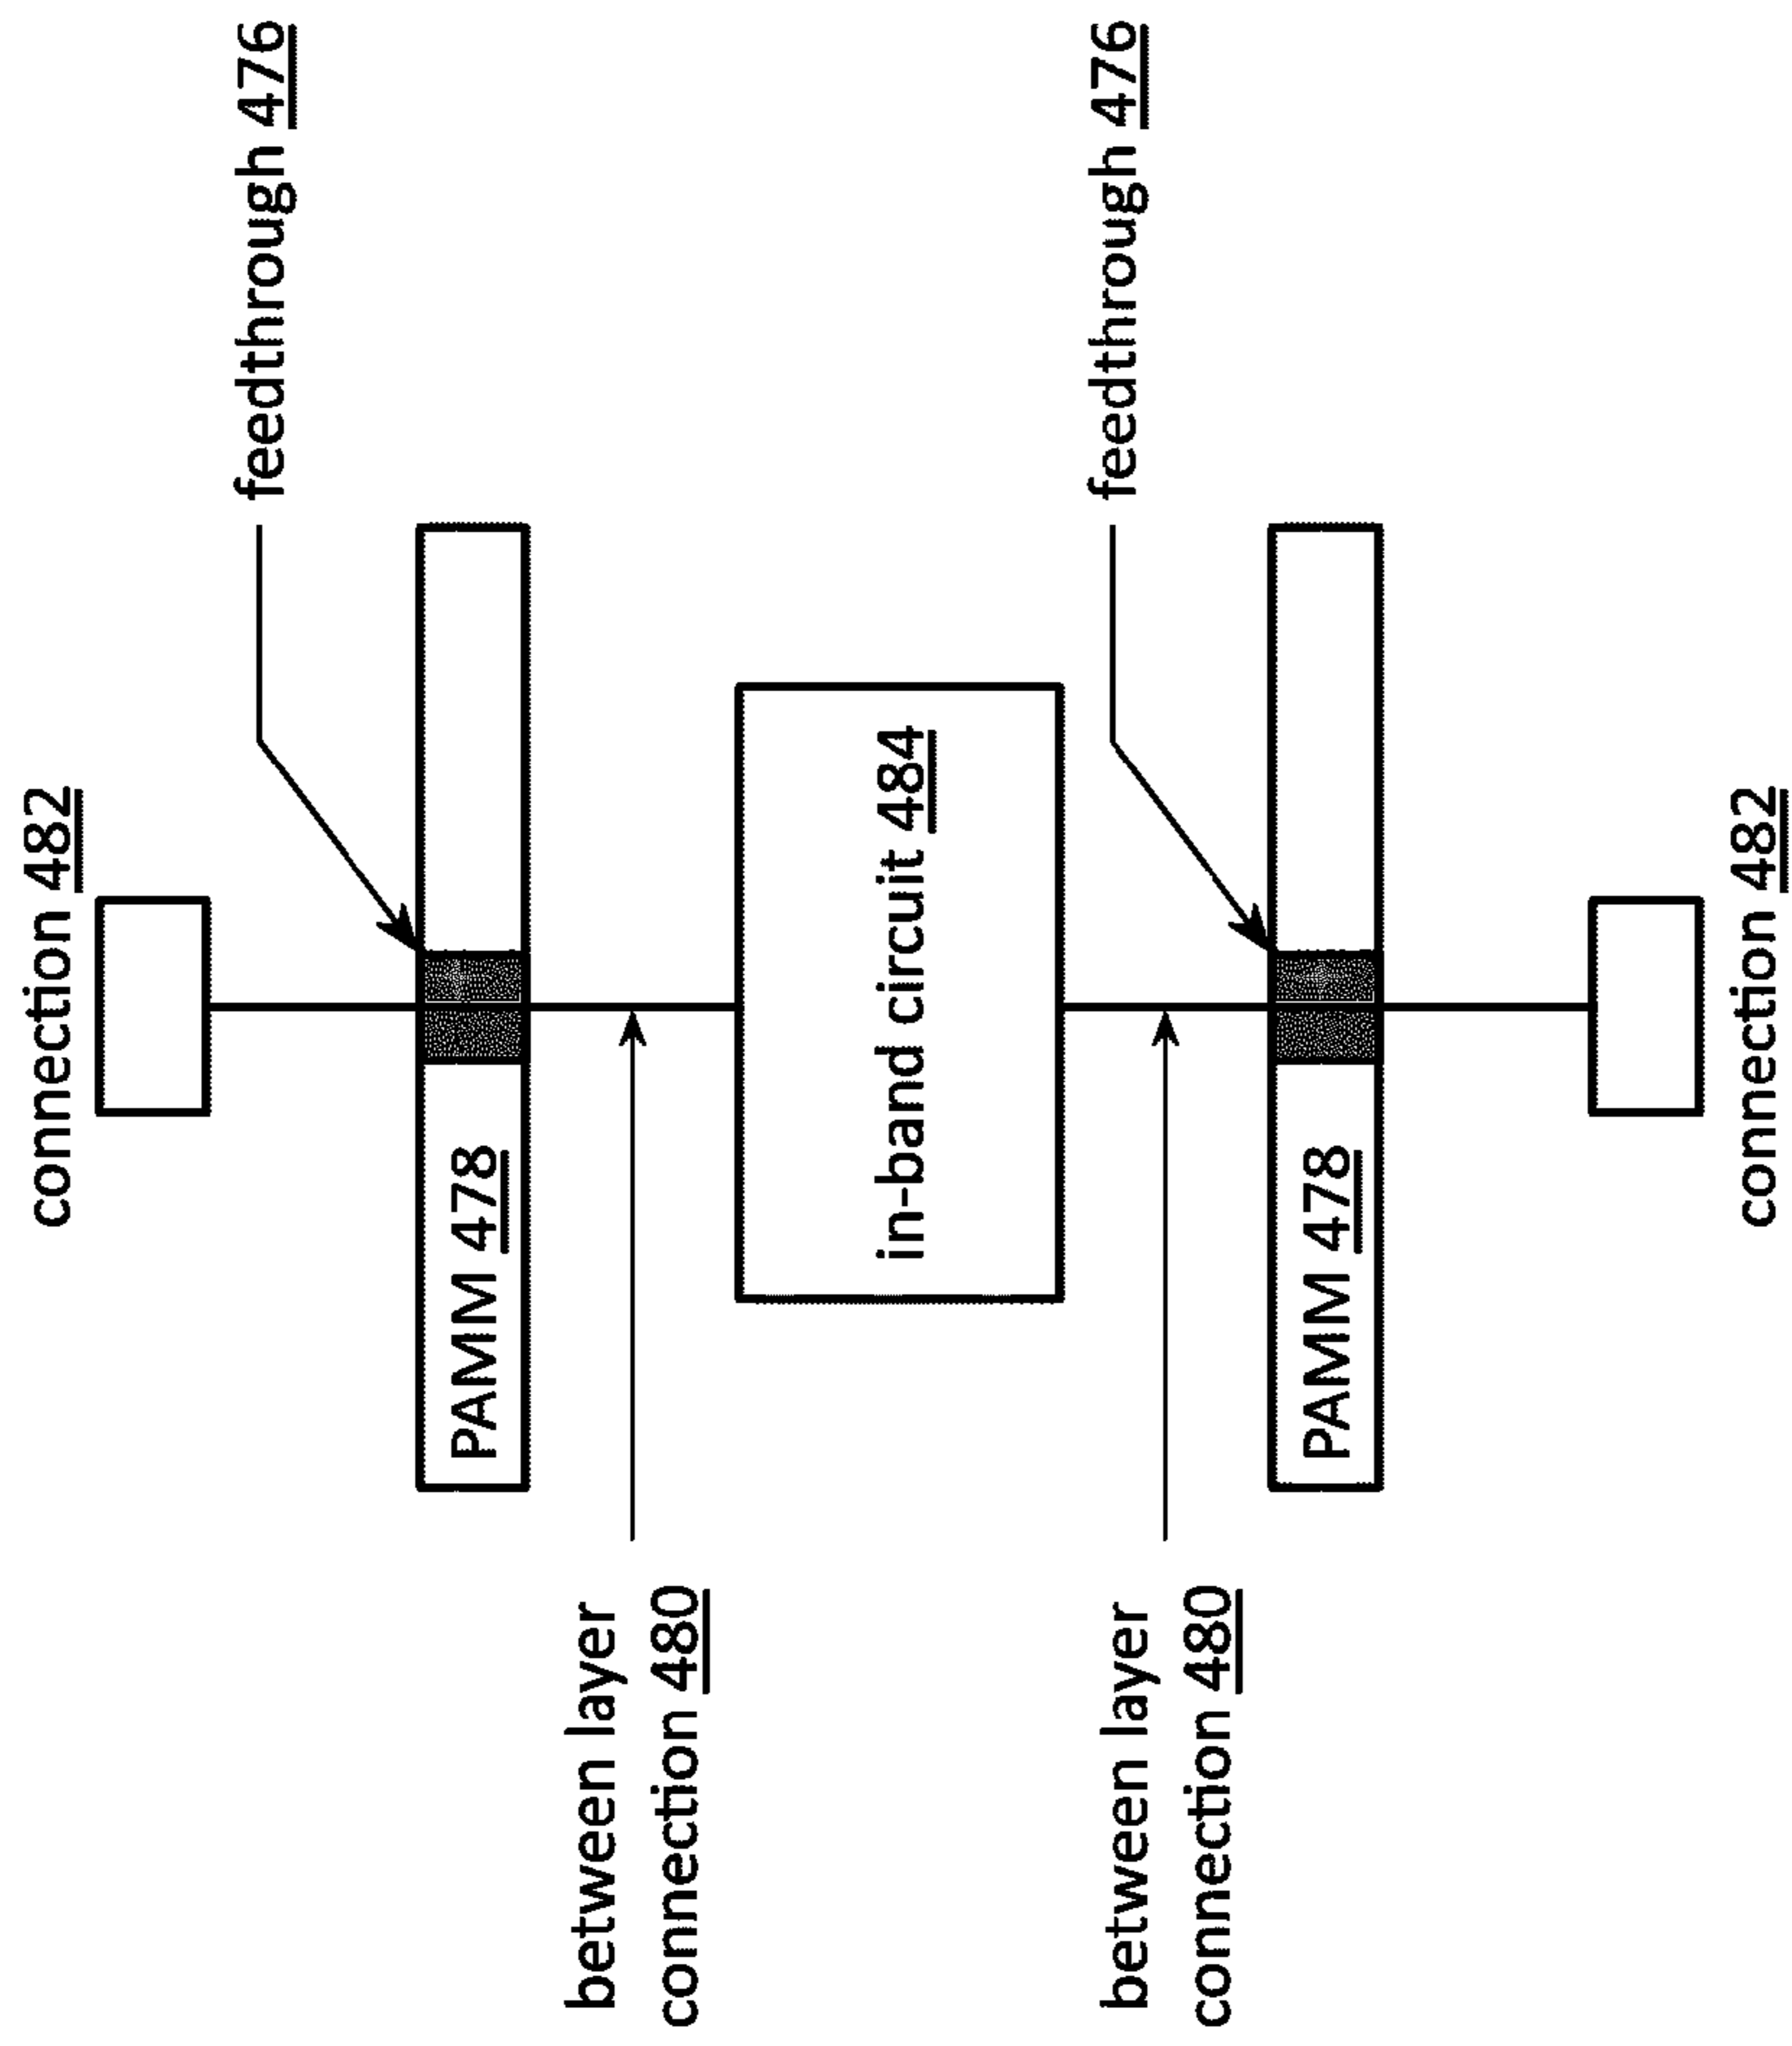 connection 482
feedthrough 476
PAMM 478
between layer
connection 480
in-band circuit 484
between layer
connection 480
feedthrough 476
PAMM 478
connection 482